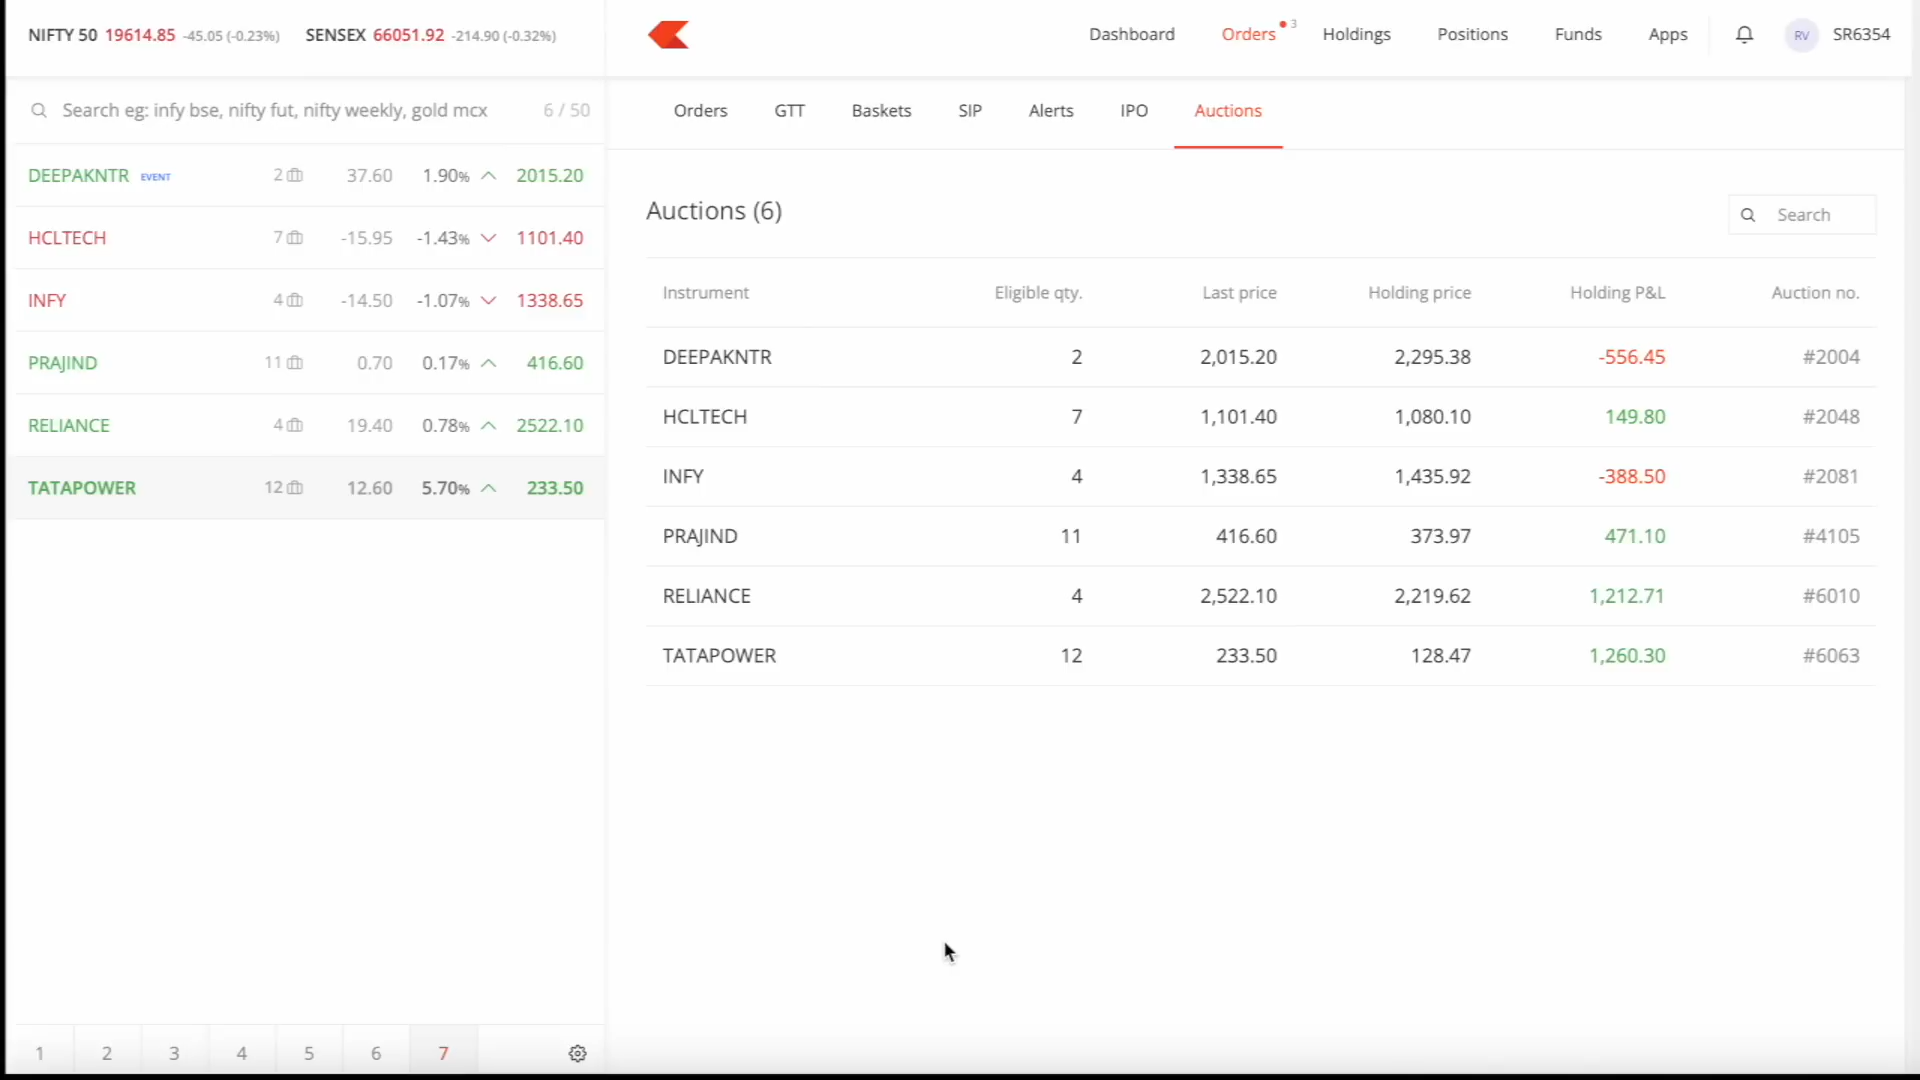 NIFTY 50 19614.85 -45.05 (-0.23%) SENSEX 66051.92 -214.90 (-0.32%)
Dashboard Orders 3 Holdings Positions Funds Apps RV SR6354
Search eg: infy bse, nifty fut, nifty weekly, gold mcx 6 / 50
DEEPAKNTR EVENT 2 37.60 1.90% 2015.20
HCLTECH 7 -15.95 -1.43% 1101.40
INFY 4 -14.50 -1.07% 1338.65
PRAJIND 11 0.70 0.17% 416.60
RELIANCE 4 19.40 0.78% 2522.10
TATAPOWER 12 12.60 5.70% 233.50
1 2 3 4 5 6 7
Orders GTT Baskets SIP Alerts IPO Auctions
Auctions (6)
Search
Instrument Eligible qty. Last price Holding price Holding P&L Auction no.
DEEPAKNTR 2 2,015.20 2,295.38 -556.45 #2004
HCLTECH 7 1,101.40 1,080.10 149.80 #2048
INFY 4 1,338.65 1,435.92 -388.50 #2081
PRAJIND 11 416.60 373.97 471.10 #4105
RELIANCE 4 2,522.10 2,219.62 1,212.71 #6010
TATAPOWER 12 233.50 128.47 1,260.30 #6063